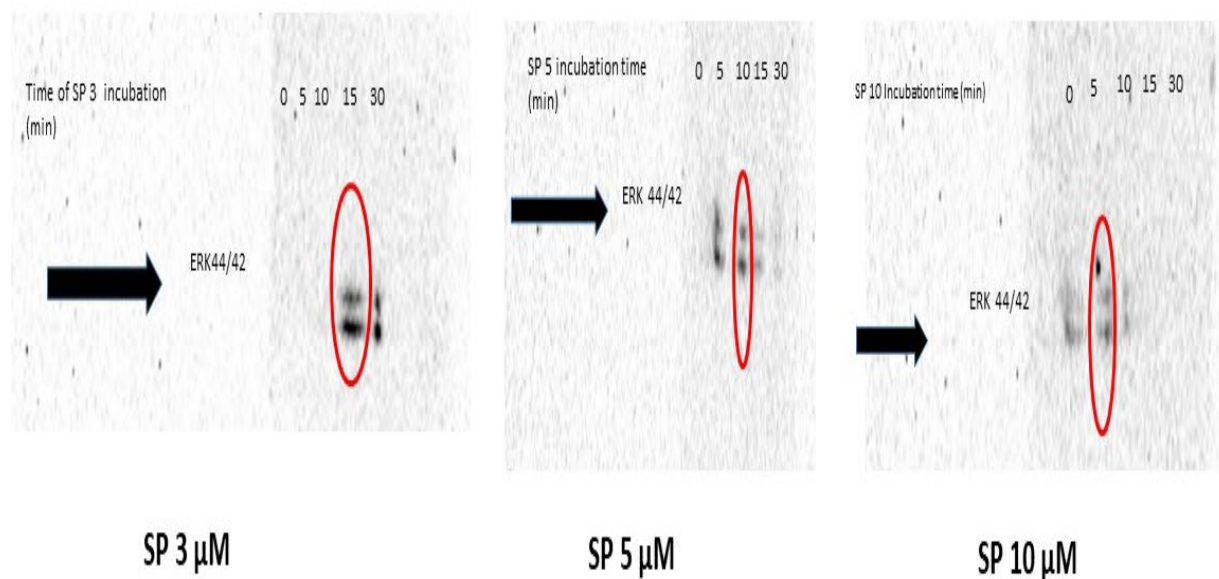 Time of SP 3 incubation
(min)
0 5 10 15 30
ERK44/42
SP 3 µM
SP 5 incubation time
(min)
0 5 10 15 30
ERK 44/42
SP 5 µM
SP 10 Incubation time (min)
0 5 10 15 30
ERK 44/42
SP 10 µM